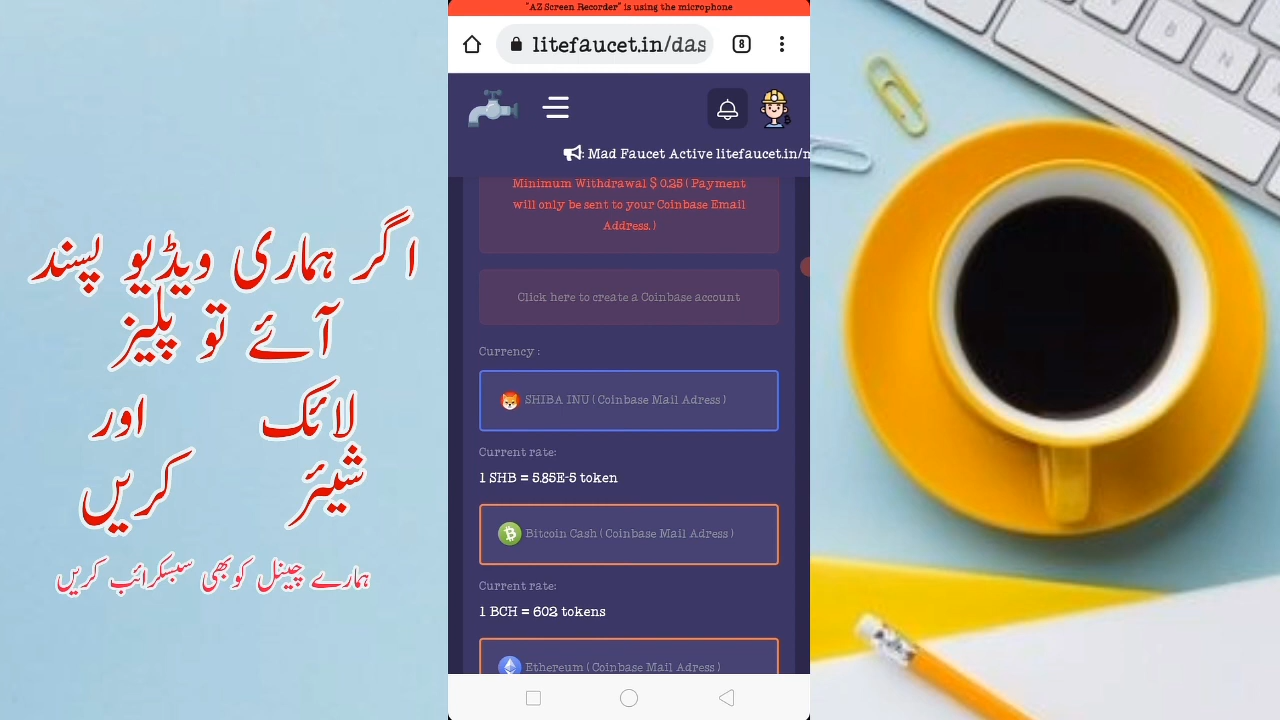 اگر ہماری ویڈیو پسند
آئے تو پلیز
لائک اور
شیئر کریں
ہمارے چینل کوبھی سبسکرائب کریں
"AZ Screen Recorder" is using the microphone
litefaucet.in/das
8
: Mad Faucet Active litefaucet.in/m
Minimum Withdrawal $ 0.25 ( Payment
will only be sent to your Coinbase Email
Address. )
Click here to create a Coinbase account
Currency :
SHIBA INU ( Coinbase Mail Adress )
Current rate:
1 SHB = 5.85E-5 token
Bitcoin Cash ( Coinbase Mail Adress )
Current rate:
1 BCH = 602 tokens
Ethereum ( Coinbase Mail Adress )